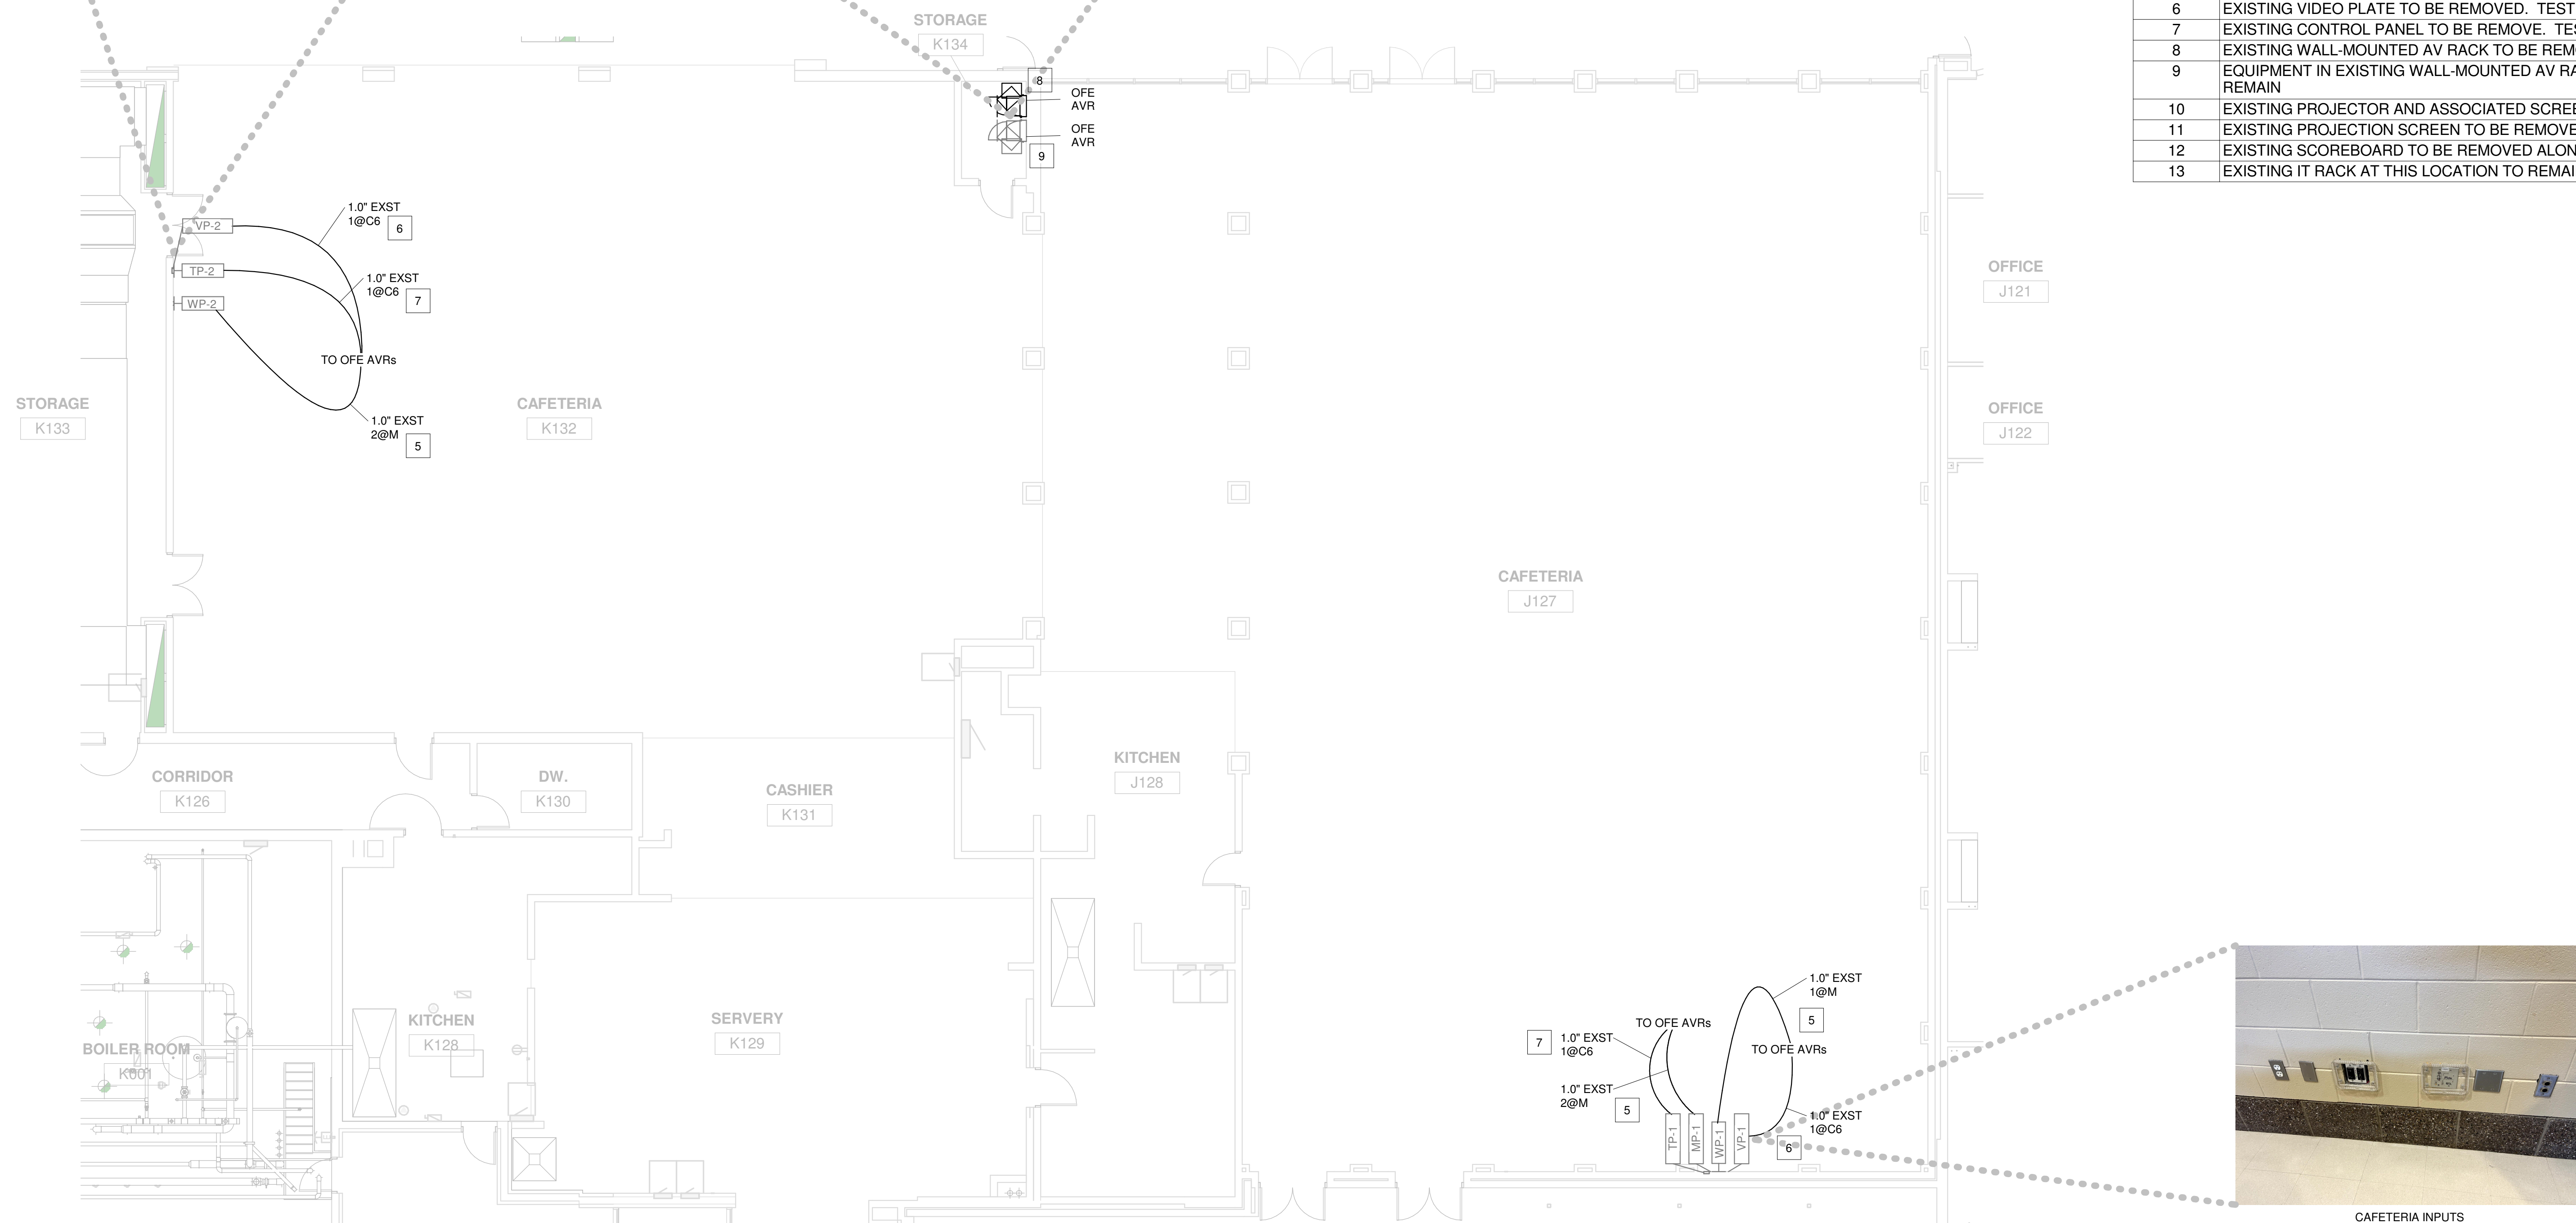 STORAGE
K134
6 EXISTING VIDEO PLATE TO BE REMOVED. TEST
7 EXISTING CONTROL PANEL TO BE REMOVE.
8 EXISTING WALL-MOUNTED AV RACK TO BE
9 EQUIPMENT IN EXISTING WALL-MOUNTED AV
REMAIN
10 EXISTING PROJECTOR AND ASSOCIATED
11 EXISTING PROJECTION SCREEN TO BE
12 EXISTING SCOREBOARD TO BE REMOVED
13 EXISTING IT RACK AT THIS LOCATION TO
8
OFE
AVR
OFE
AVR
9
VP-2
1.0" EXST
1@C6
6
TP-2
1.0" EXST
1@C6
7
WP-2
TO OFE AVRs
1.0" EXST
2@M
5
STORAGE
K133
CAFETERIA
K132
OFFICE
J121
OFFICE
J122
CAFETERIA
J127
CORRIDOR
K126
DW.
K130
CASHIER
K131
KITCHEN
J128
BOILER ROOM
K001
KITCHEN
K128
SERVERY
K129
1.0" EXST
1@M
5
TO OFE AVRs
7
1.0" EXST
1@C6
TO OFE AVRs
1.0" EXST
2@M
5
1.0" EXST
1@C6
6
TP-1
MP-1
WP-1
VP-1
CAFETERIA INPUTS